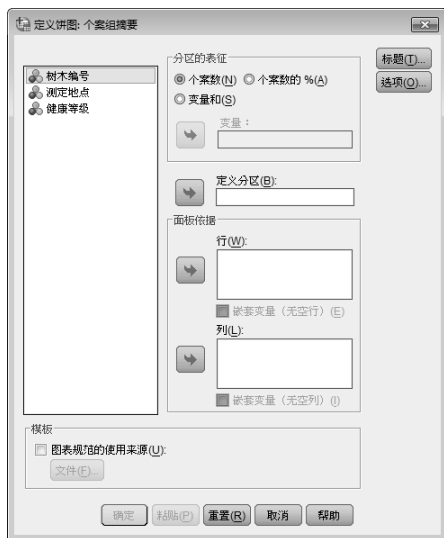 定义饼图: 个案组摘要
树木编号
测定地点
健康等级
分区的表征
个案数(N) 个案数的 %(A)
变量和(S)
变量：
定义分区(B):
面板依据
行(W):
嵌套变量（无空行）(E)
列(L):
嵌套变量（无空列）(I)
标题(T)...
选项(O)...
模板
图表规范的使用来源(U):
文件(F)...
确定 粘贴(P) 重置(R) 取消 帮助